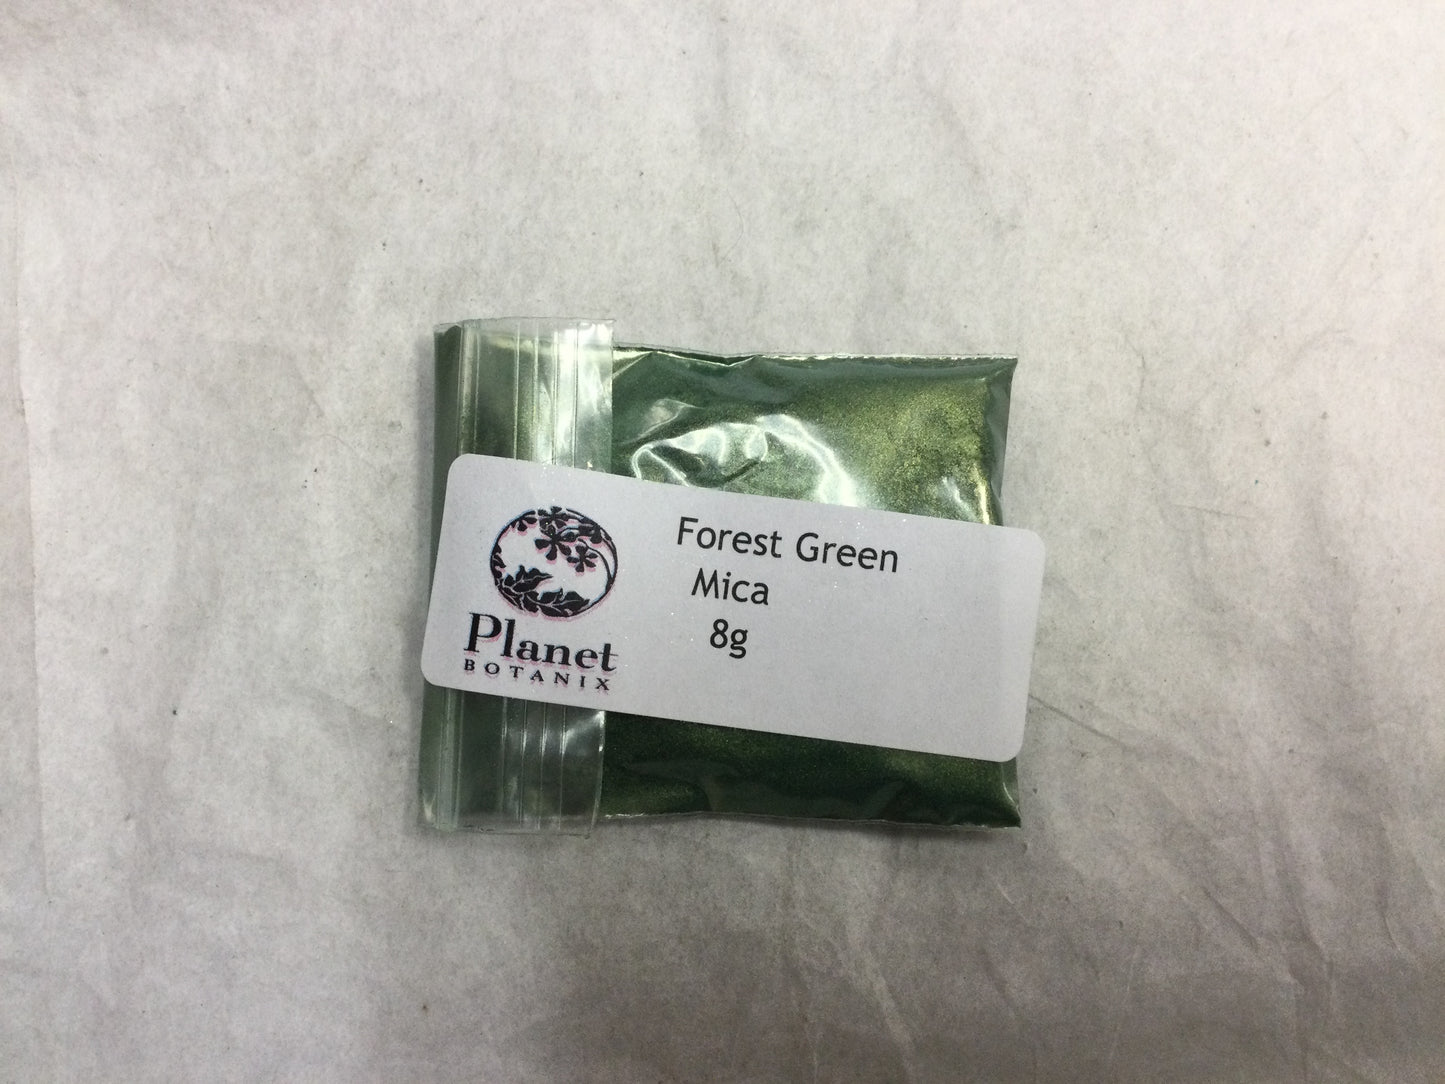 Planet
BOTANIX
Forest Green
Mica
8g